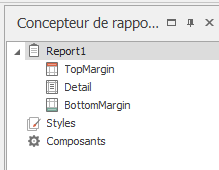 Concepteur de rappo...
Report1
TopMargin
Detail
BottomMargin
Styles
Composants